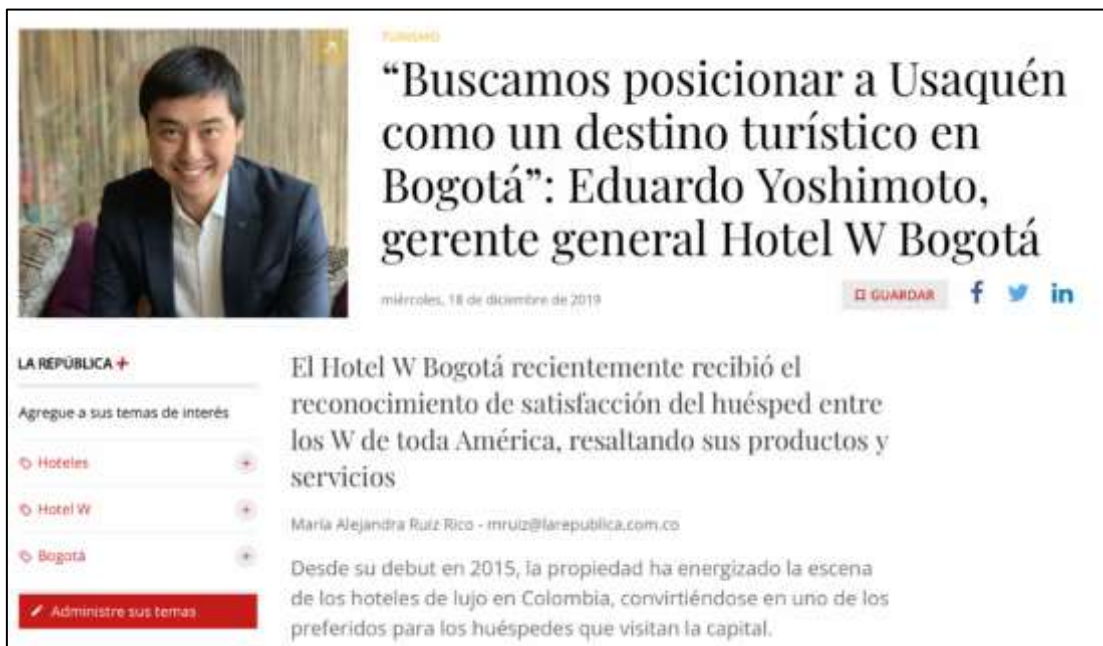 TURISMO
“Buscamos posicionar a Usaquén
como un destino turístico en
Bogotá”: Eduardo Yoshimoto,
gerente general Hotel W Bogotá
miércoles, 18 de diciembre de 2019
GUARDAR
LA REPÚBLICA +
Agregue a sus temas de interés
Hoteles
Hotel W
Bogotá
Administre sus temas
El Hotel W Bogotá recientemente recibió el
reconocimiento de satisfacción del huésped entre
los W de toda América, resaltando sus productos y
servicios
María Alejandra Ruiz Rico - mruiz@larepublica.com.co
Desde su debut en 2015, la propiedad ha energizado la escena
de los hoteles de lujo en Colombia, convirtiéndose en uno de los
preferidos para los huéspedes que visitan la capital.